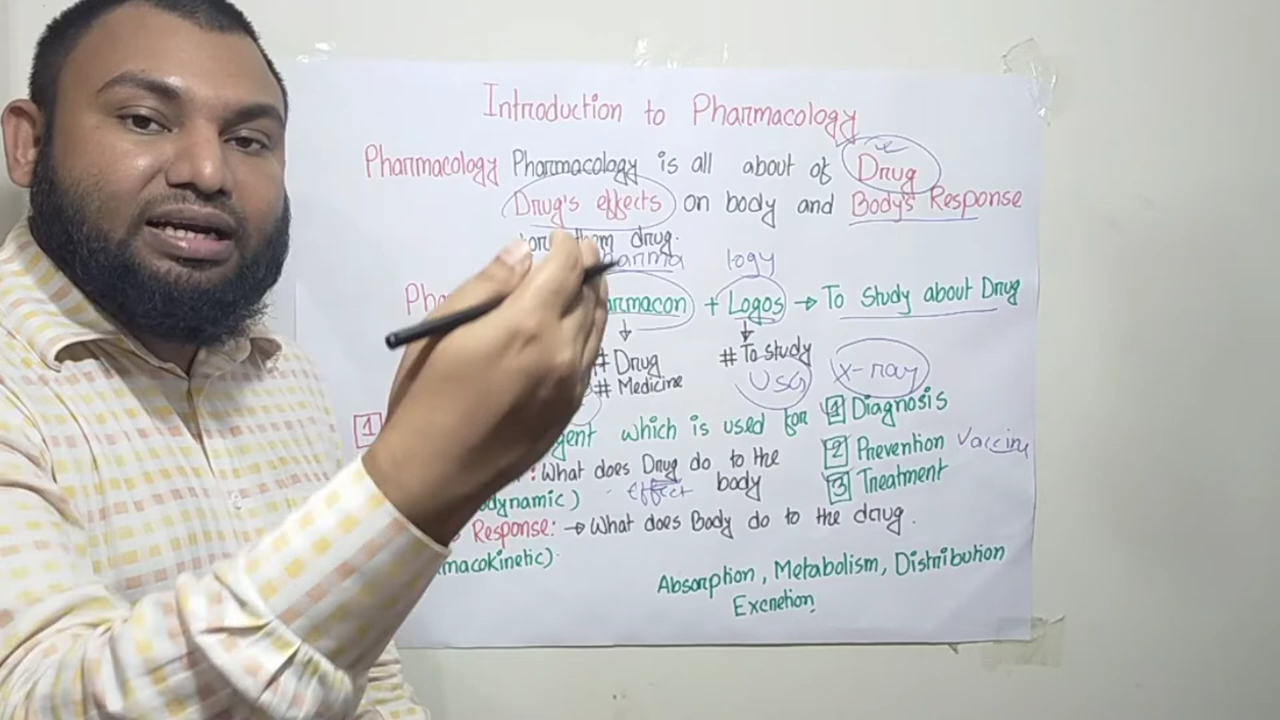 Introduction to Pharmacology
Pharmacology Pharmacology is all about of Drug
Drug's effects on body and Body's Response
them drug.
logy
+ Logos → To Study about Drug
# Drug # To study
USG X-ray
# Medicine
which is used for 1 Diagnosis
2 Prevention Vaccine
: What does Drug do to the
effect body
3 Treatment
Response: → What does Body do to the drug.
Absorption, Metabolism, Distribution
Excretion,